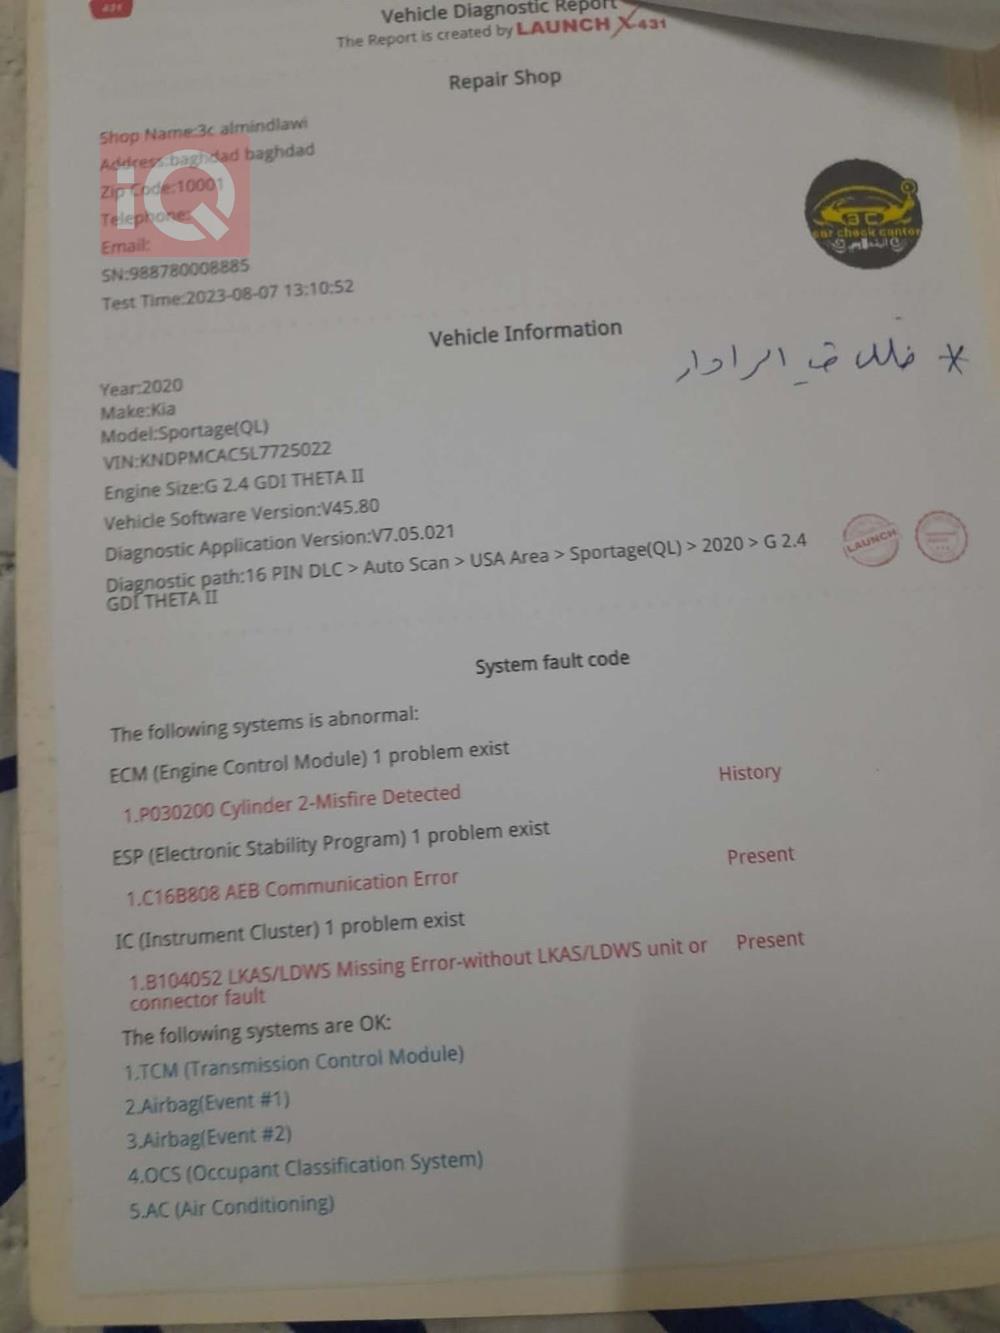 431
Vehicle Diagnostic Report
The Report is created by LAUNCH X-431
Repair Shop
Shop Name:3c almindlawi
Address:baghdad baghdad
Zip Code:10001
Telephone:
Email:
SN:988780008885
Test Time:2023-08-07 13:10:52
iQ
3C
car check center
Vehicle Information
* خلل في الرادار
Year:2020
Make:Kia
Model:Sportage(QL)
VIN:KNDPMCAC5L7725022
Engine Size:G 2.4 GDI THETA II
Vehicle Software Version:V45.80
Diagnostic Application Version:V7.05.021
Diagnostic path:16 PIN DLC > Auto Scan > USA Area > Sportage(QL) > 2020 > G 2.4
GDI THETA II
LAUNCH
System fault code
The following systems is abnormal:
ECM (Engine Control Module) 1 problem exist
1.P030200 Cylinder 2-Misfire Detected History
ESP (Electronic Stability Program) 1 problem exist
1.C16B808 AEB Communication Error Present
IC (Instrument Cluster) 1 problem exist
1.B104052 LKAS/LDWS Missing Error-without LKAS/LDWS unit or Present
connector fault
The following systems are OK:
1.TCM (Transmission Control Module)
2.Airbag(Event #1)
3.Airbag(Event #2)
4.OCS (Occupant Classification System)
5.AC (Air Conditioning)